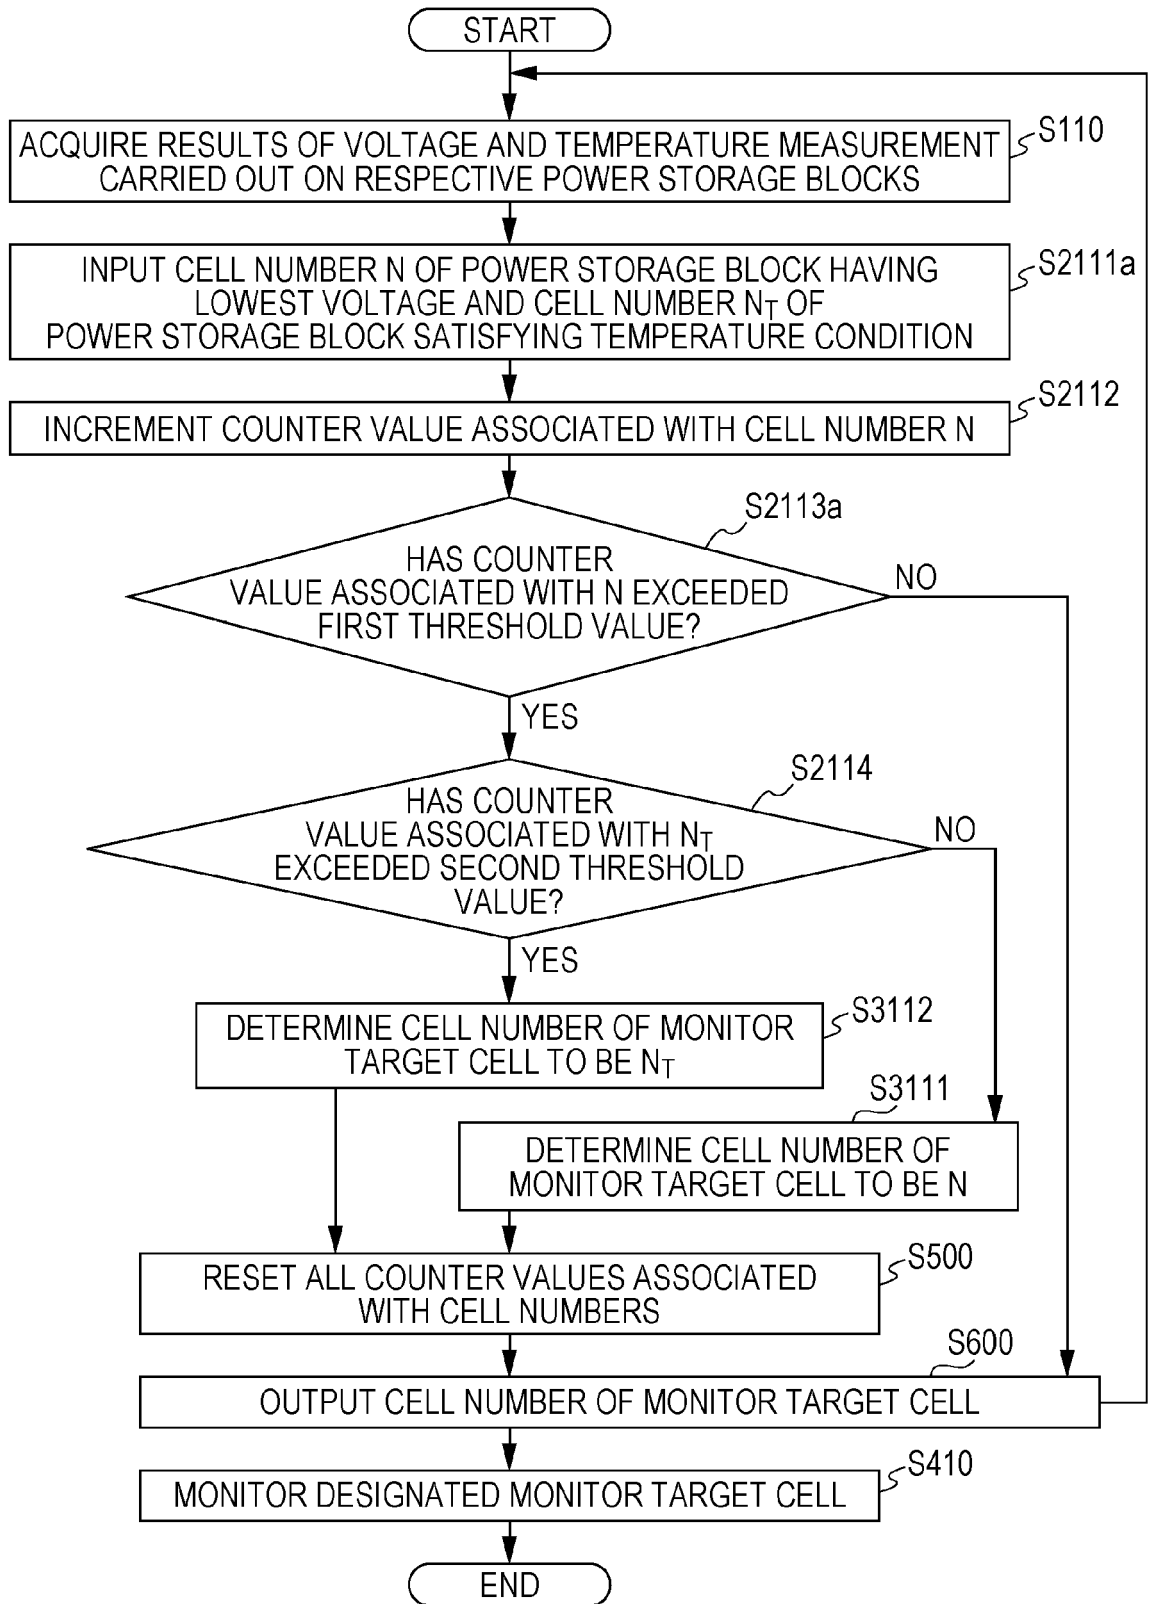 START
ACQUIRE RESULTS OF VOLTAGE AND TEMPERATURE MEASUREMENT
CARRIED OUT ON RESPECTIVE POWER STORAGE BLOCKS
S110
INPUT CELL NUMBER N OF POWER STORAGE BLOCK HAVING
LOWEST VOLTAGE AND CELL NUMBER NT OF
POWER STORAGE BLOCK SATISFYING TEMPERATURE CONDITION
S2111a
INCREMENT COUNTER VALUE ASSOCIATED WITH CELL NUMBER N
S2112
HAS COUNTER
VALUE ASSOCIATED WITH N EXCEEDED
FIRST THRESHOLD VALUE?
S2113a
NO
YES
HAS COUNTER
VALUE ASSOCIATED WITH NT
EXCEEDED SECOND THRESHOLD
VALUE?
S2114
NO
YES
DETERMINE CELL NUMBER OF MONITOR
TARGET CELL TO BE NT
S3112
DETERMINE CELL NUMBER OF
MONITOR TARGET CELL TO BE N
S3111
RESET ALL COUNTER VALUES ASSOCIATED
WITH CELL NUMBERS
S500
OUTPUT CELL NUMBER OF MONITOR TARGET CELL
S600
MONITOR DESIGNATED MONITOR TARGET CELL
S410
END